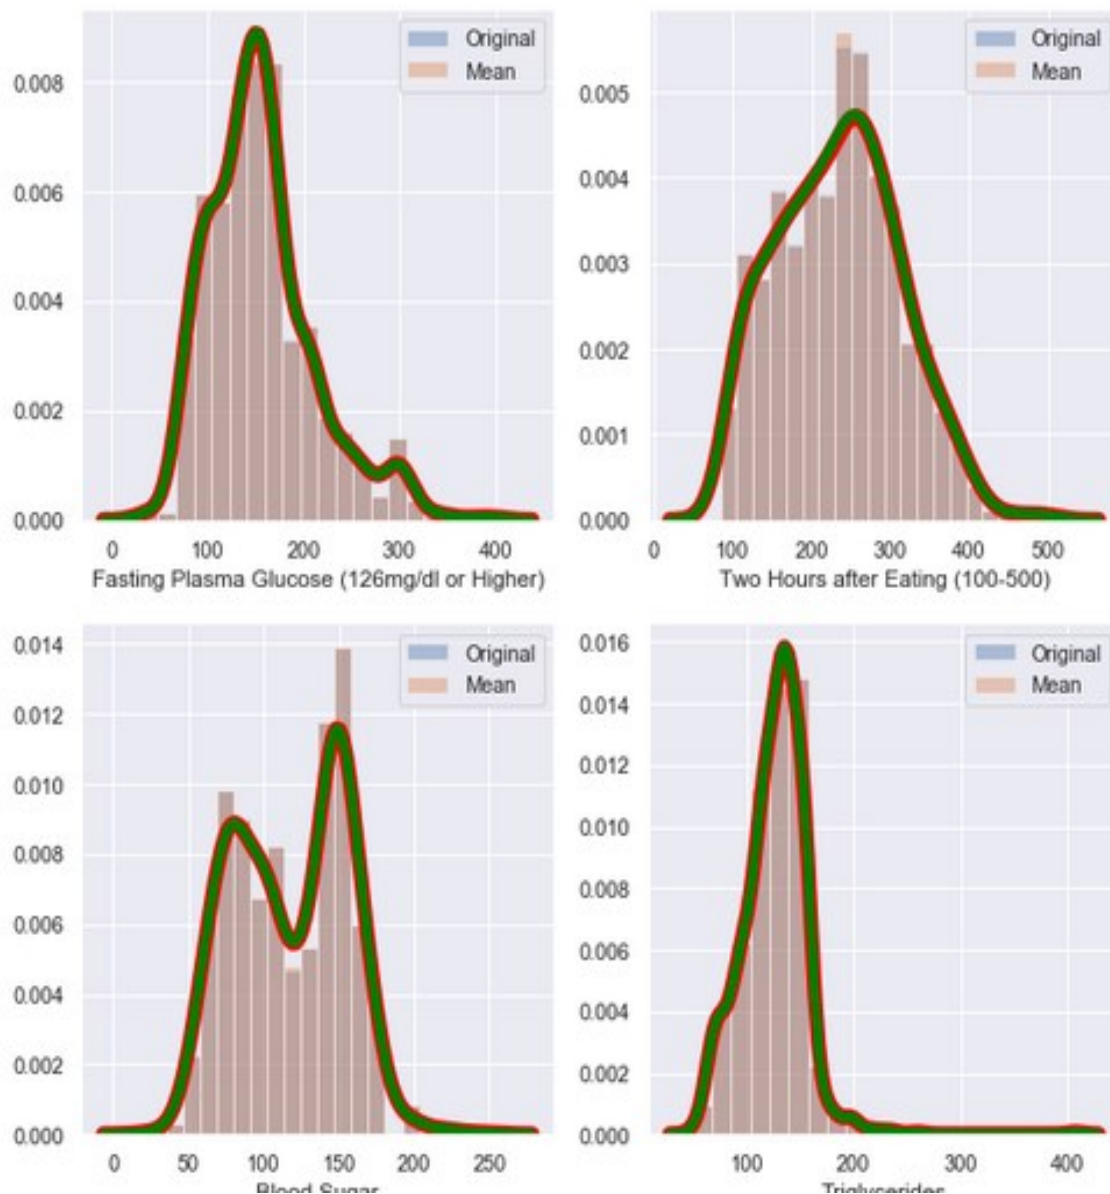 Original
Mean
0.008
0.006
0.004
0.002
0.000
0 100 200 300 400
Fasting Plasma Glucose (126mg/dl or Higher)
Original
Mean
0.005
0.004
0.003
0.002
0.001
0.000
0 100 200 300 400 500
Two Hours after Eating (100-500)
Original
Mean
0.014
0.012
0.010
0.008
0.006
0.004
0.002
0.000
0 50 100 150 200 250
Blood Sugar
Original
Mean
0.016
0.014
0.012
0.010
0.008
0.006
0.004
0.002
0.000
100 200 300 400
Triglycerides